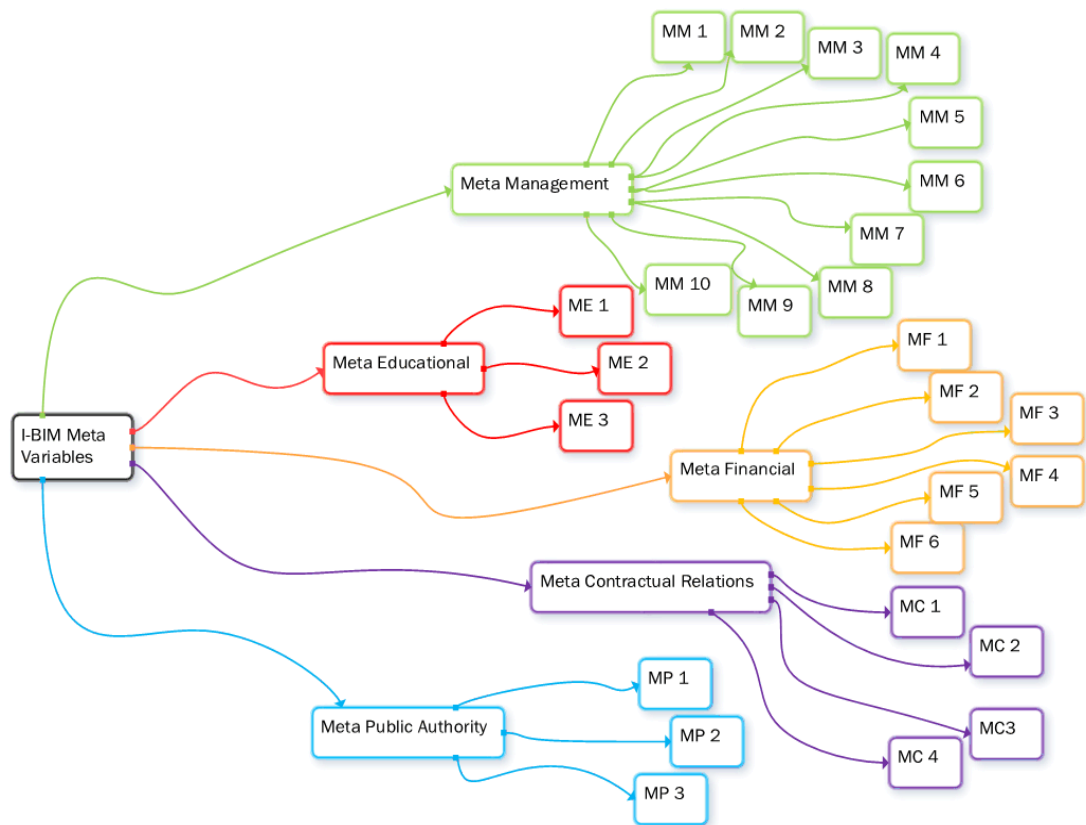 MM 1
MM 2
MM 3
MM 4
MM 5
Meta Management
MM 6
MM 7
MM 10
MM 9
MM 8
ME 1
Meta Educational
ME 2
ME 3
MF 1
MF 2
MF 3
I-BIM Meta
Variables
Meta Financial
MF 4
MF 5
MF 6
Meta Contractual Relations
MC 1
MC 2
MC3
MC 4
MP 1
Meta Public Authority
MP 2
MP 3